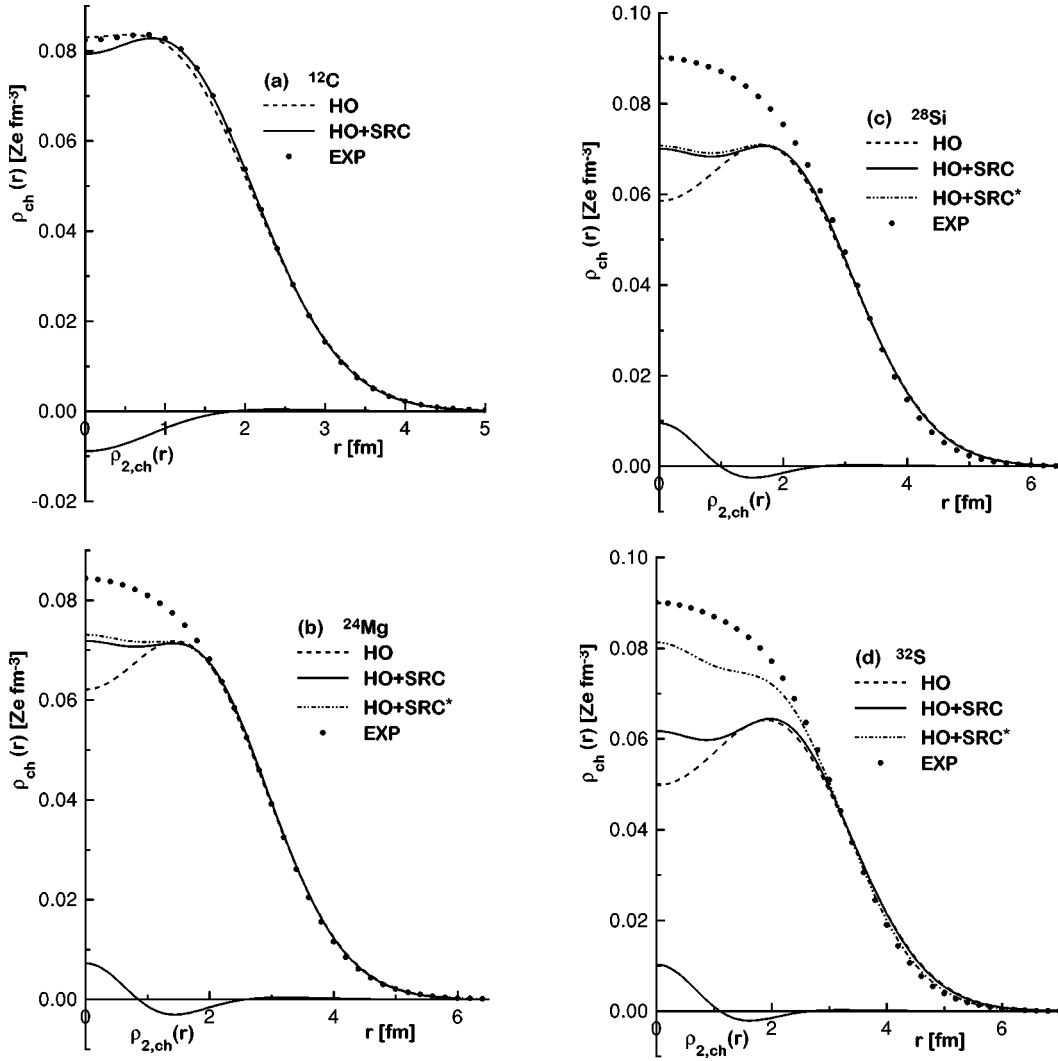 0.08
0.06
0.04
0.02
0.00
-0.02
ρch (r) [Ze fm-3]
(a) 12C
HO
HO+SRC
EXP
0 1 2 3 4 5
ρ2,ch(r)
r [fm]
0.10
0.08
0.06
0.04
0.02
0.00
ρch (r) [Ze fm-3]
(c) 28Si
HO
HO+SRC
HO+SRC*
EXP
0 2 4 6
ρ2,ch(r)
r [fm]
0.08
0.06
0.04
0.02
0.00
ρch (r) [Ze fm-3]
(b) 24Mg
HO
HO+SRC
HO+SRC*
EXP
0 2 4 6
ρ2,ch(r)
r [fm]
0.10
0.08
0.06
0.04
0.02
0.00
ρch (r) [Ze fm-3]
(d) 32S
HO
HO+SRC
HO+SRC*
EXP
0 2 4 6
ρ2,ch(r)
r [fm]